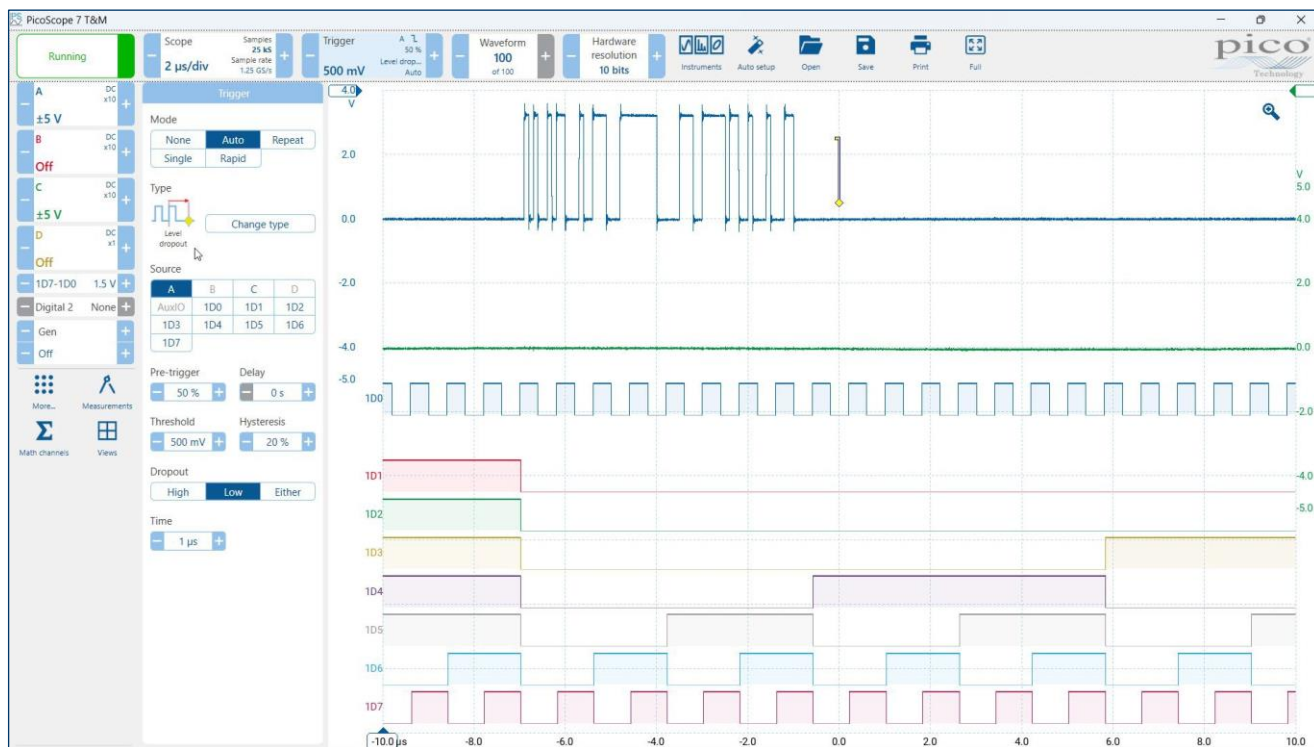 PicoScope 7 T&M
Running
Scope
2 µs/div
Samples
25 kS
Sample rate
1.25 GS/s
Trigger
500 mV
A
50 %
Level drop...
Auto
Waveform
100
of 100
Hardware
resolution
10 bits
Instruments
Auto setup
Open
Save
Print
Full
pico
Technology
A
DC
x10
±5 V
B
DC
x10
Off
C
DC
x10
±5 V
D
DC
x1
Off
1D7-1D0 1.5 V
Digital 2 None
Gen
Off
More...
Measurements
Math channels
Views
Trigger
Mode
None Auto Repeat
Single Rapid
Type
Level
dropout
Change type
Source
A B C D
AuxIO 1D0 1D1 1D2
1D3 1D4 1D5 1D6
1D7
Pre-trigger Delay
50 % 0 s
Threshold Hysteresis
500 mV 20 %
Dropout
High Low Either
Time
1 µs
4.0
V
2.0
0.0
-2.0
-4.0
-5.0
1D0
1D1
1D2
1D3
1D4
1D5
1D6
1D7
V
5.0
4.0
2.0
0.0
-2.0
-4.0
-5.0
-10.0 µs -8.0 -6.0 -4.0 -2.0 0.0 2.0 4.0 6.0 8.0 10.0